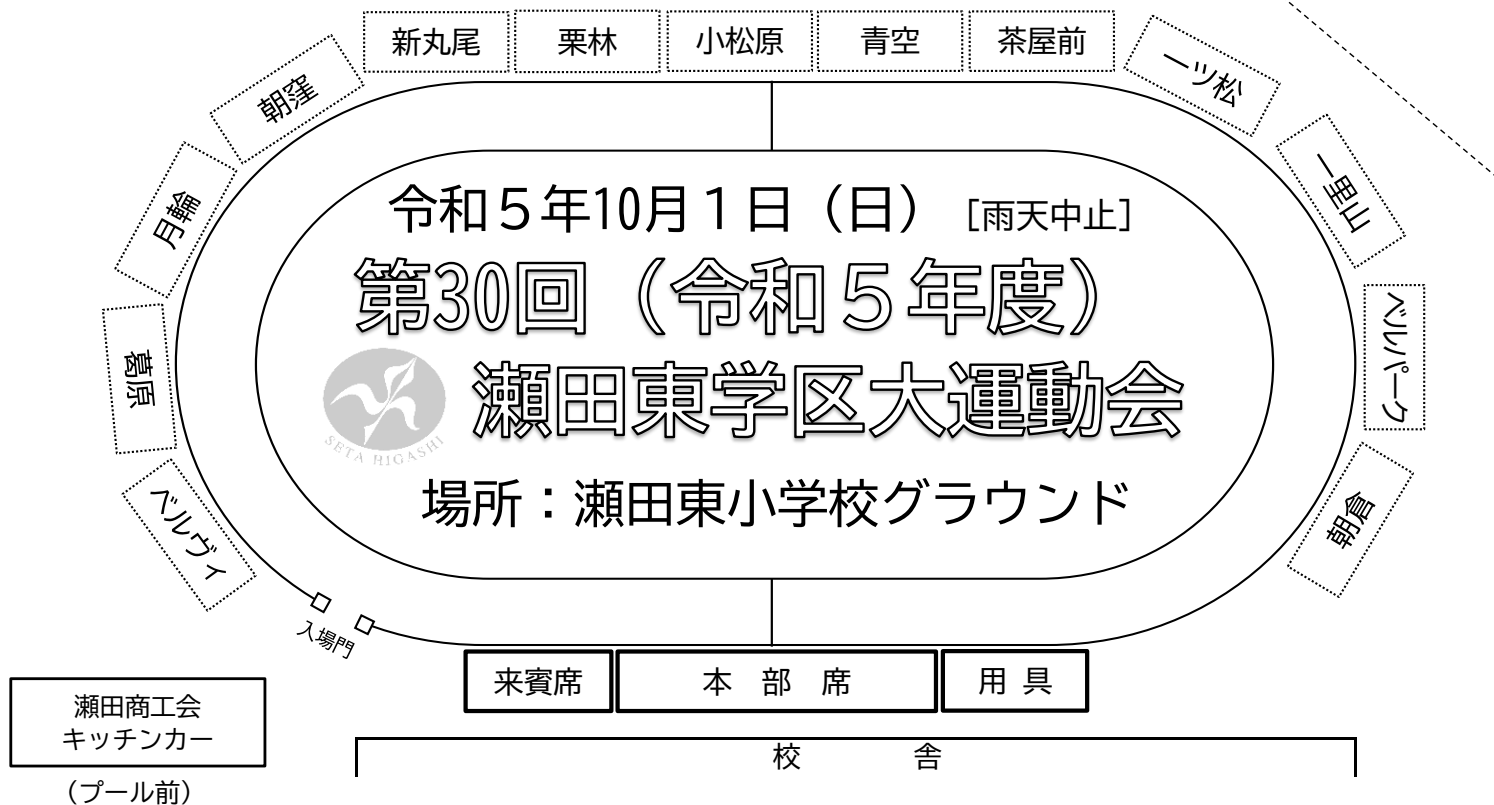 新丸尾
栗林
小松原
青空
茶屋前
一ツ松
朝窪
一里山
月輪
令和５年10月１日（日）［雨天中止］
第30回（令和５年度）
ベルパーク
葛原
瀬田東学区大運動会
SETA HIGASHI
場所：瀬田東小学校グラウンド
朝倉
ベルヴィ
入場門
来賓席
本　部　席
用 具
瀬田商工会
キッチンカー
（プール前）
校　　　　舎